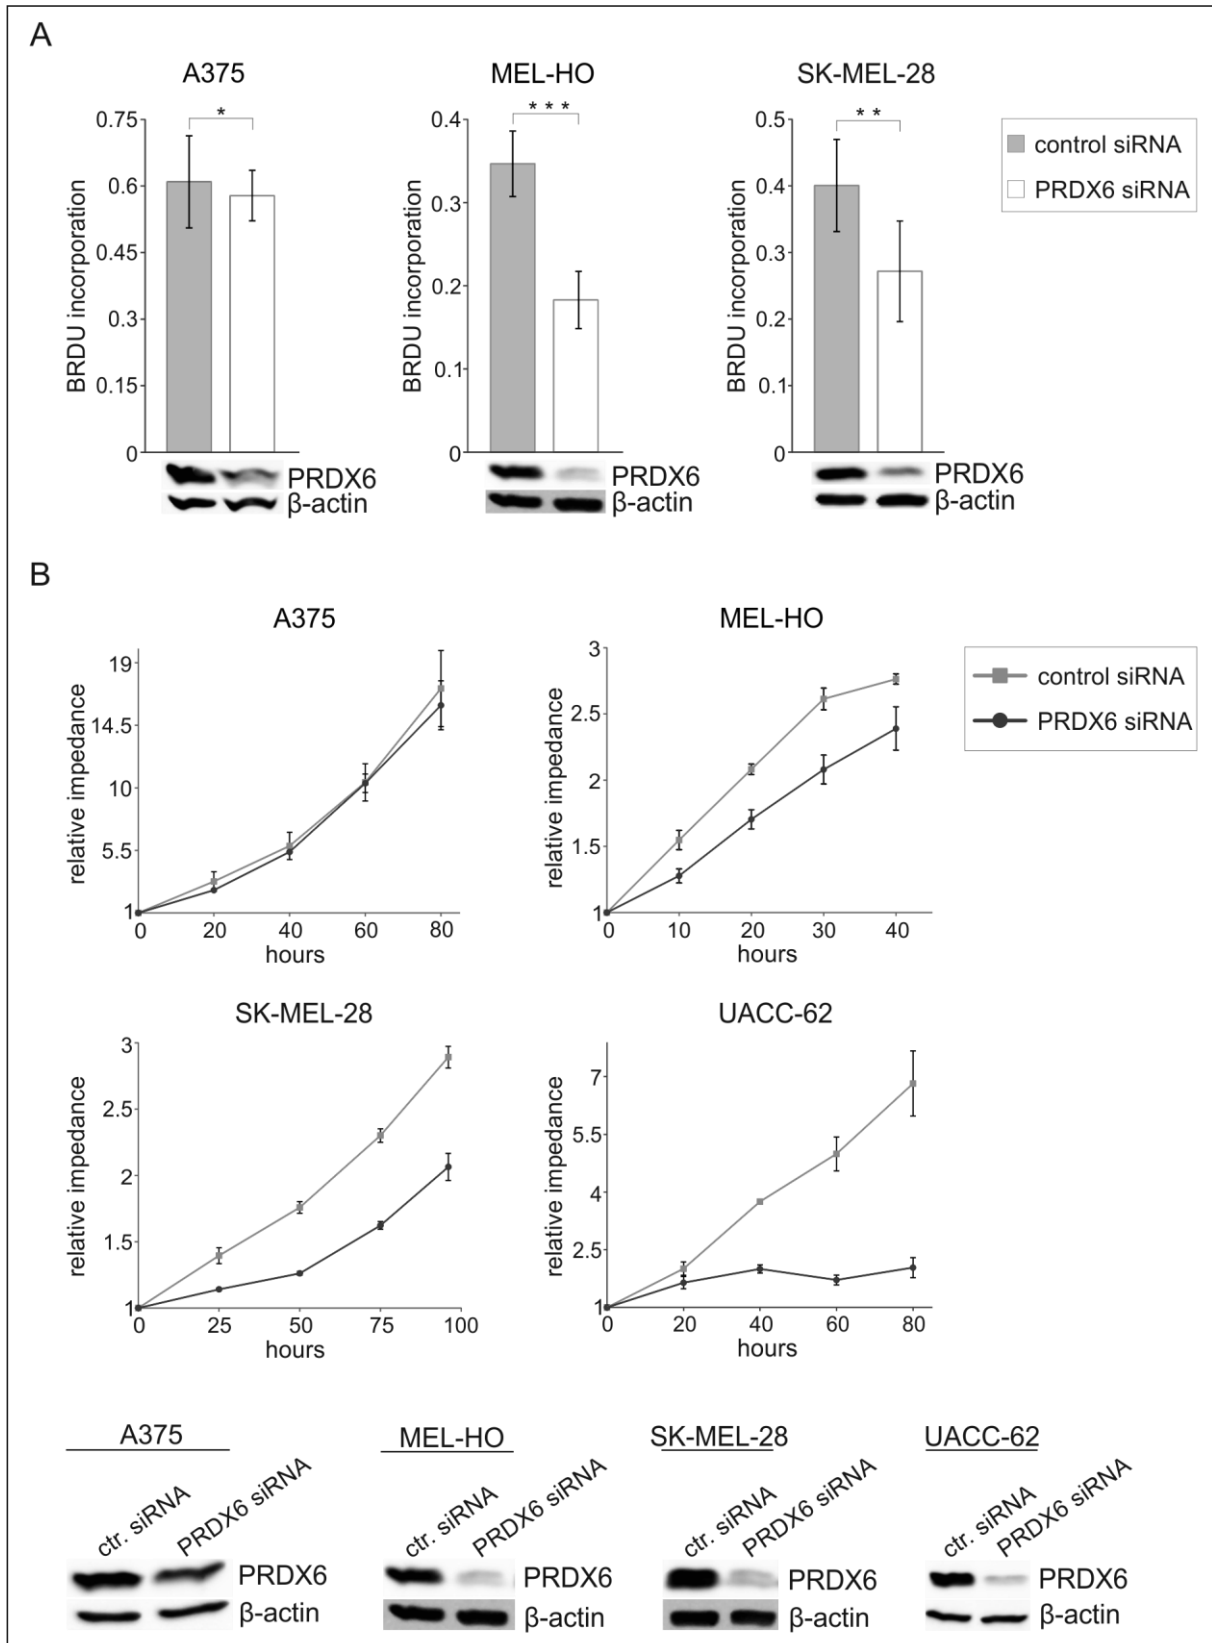 A
A375
MEL-HO
SK-MEL-28
* 
* * *
* *
control siRNA
PRDX6 siRNA
BRDU incorporation
0.75
0.6
0.45
0.3
0.15
0
BRDU incorporation
0.4
0.3
0.2
0.1
0
BRDU incorporation
0.5
0.4
0.3
0.2
0.1
0
PRDX6
β-actin
PRDX6
β-actin
PRDX6
β-actin
B
A375
relative impedance
19
14.5
10
5.5
1
0 20 40 60 80
hours
MEL-HO
relative impedance
3
2.5
2
1.5
1
0 10 20 30 40
hours
control siRNA
PRDX6 siRNA
SK-MEL-28
relative impedance
3
2.5
2
1.5
1
0 25 50 75 100
hours
UACC-62
relative impedance
7
5.5
4
2.5
1
0 20 40 60 80
hours
A375
ctr. siRNA
PRDX6 siRNA
PRDX6
β-actin
MEL-HO
ctr. siRNA
PRDX6 siRNA
PRDX6
β-actin
SK-MEL-28
ctr. siRNA
PRDX6 siRNA
PRDX6
β-actin
UACC-62
ctr. siRNA
PRDX6 siRNA
PRDX6
β-actin